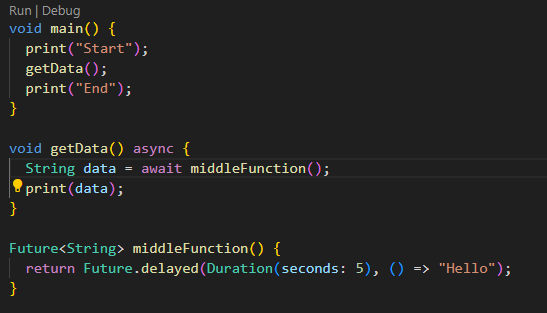 Run | Debug
void main() {
  print("Start");
  getData();
  print("End");
}
void getData() async {
  String data = await middleFunction();
  print(data);
}
Future<String> middleFunction() {
  return Future.delayed(Duration(seconds: 5), () => "Hello");
}